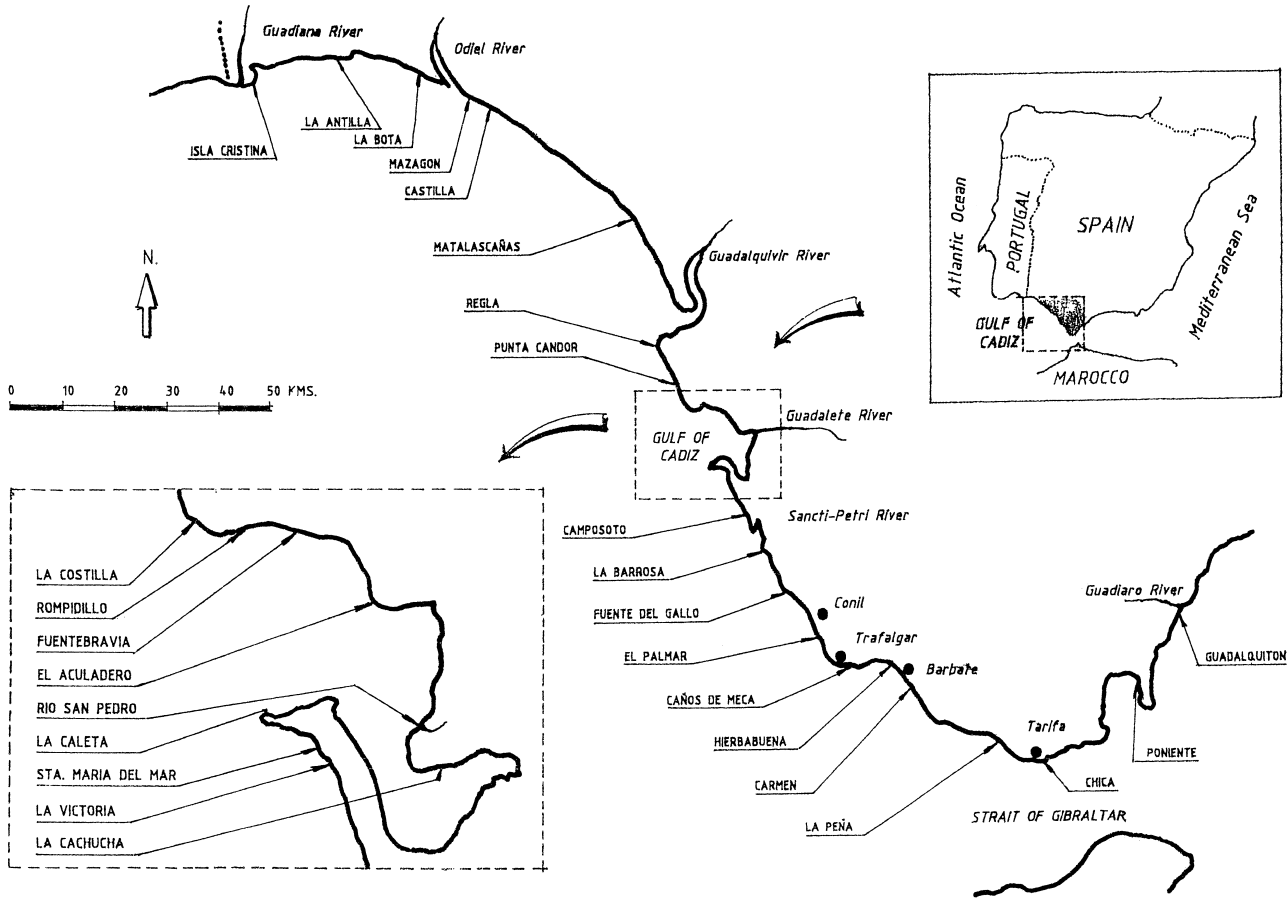 Guadiana River
Odiel River
LA ANTILLA
LA BOTA
ISLA CRISTINA
MAZAGON
CASTILLA
MATALASCAÑAS
Guadalquivir River
REGLA
PUNTA CANDOR
N.
0 10 20 30 40 50 KMS.
Guadalete River
GULF OF
CADIZ
Atlantic Ocean
PORTUGAL
SPAIN
Mediterranean Sea
GULF OF
CADIZ
MAROCCO
CAMPOSOTO
Sancti-Petri River
LA BARROSA
FUENTE DEL GALLO
Conil
EL PALMAR
Trafalgar
CAÑOS DE MECA
Barbate
HIERBABUENA
CARMEN
LA PEÑA
Tarifa
CHICA
PONIENTE
Guadiaro River
GUADALQUITON
STRAIT OF GIBRALTAR
LA COSTILLA
ROMPIDILLO
FUENTEBRAVIA
EL ACULADERO
RIO SAN PEDRO
LA CALETA
STA. MARIA DEL MAR
LA VICTORIA
LA CACHUCHA